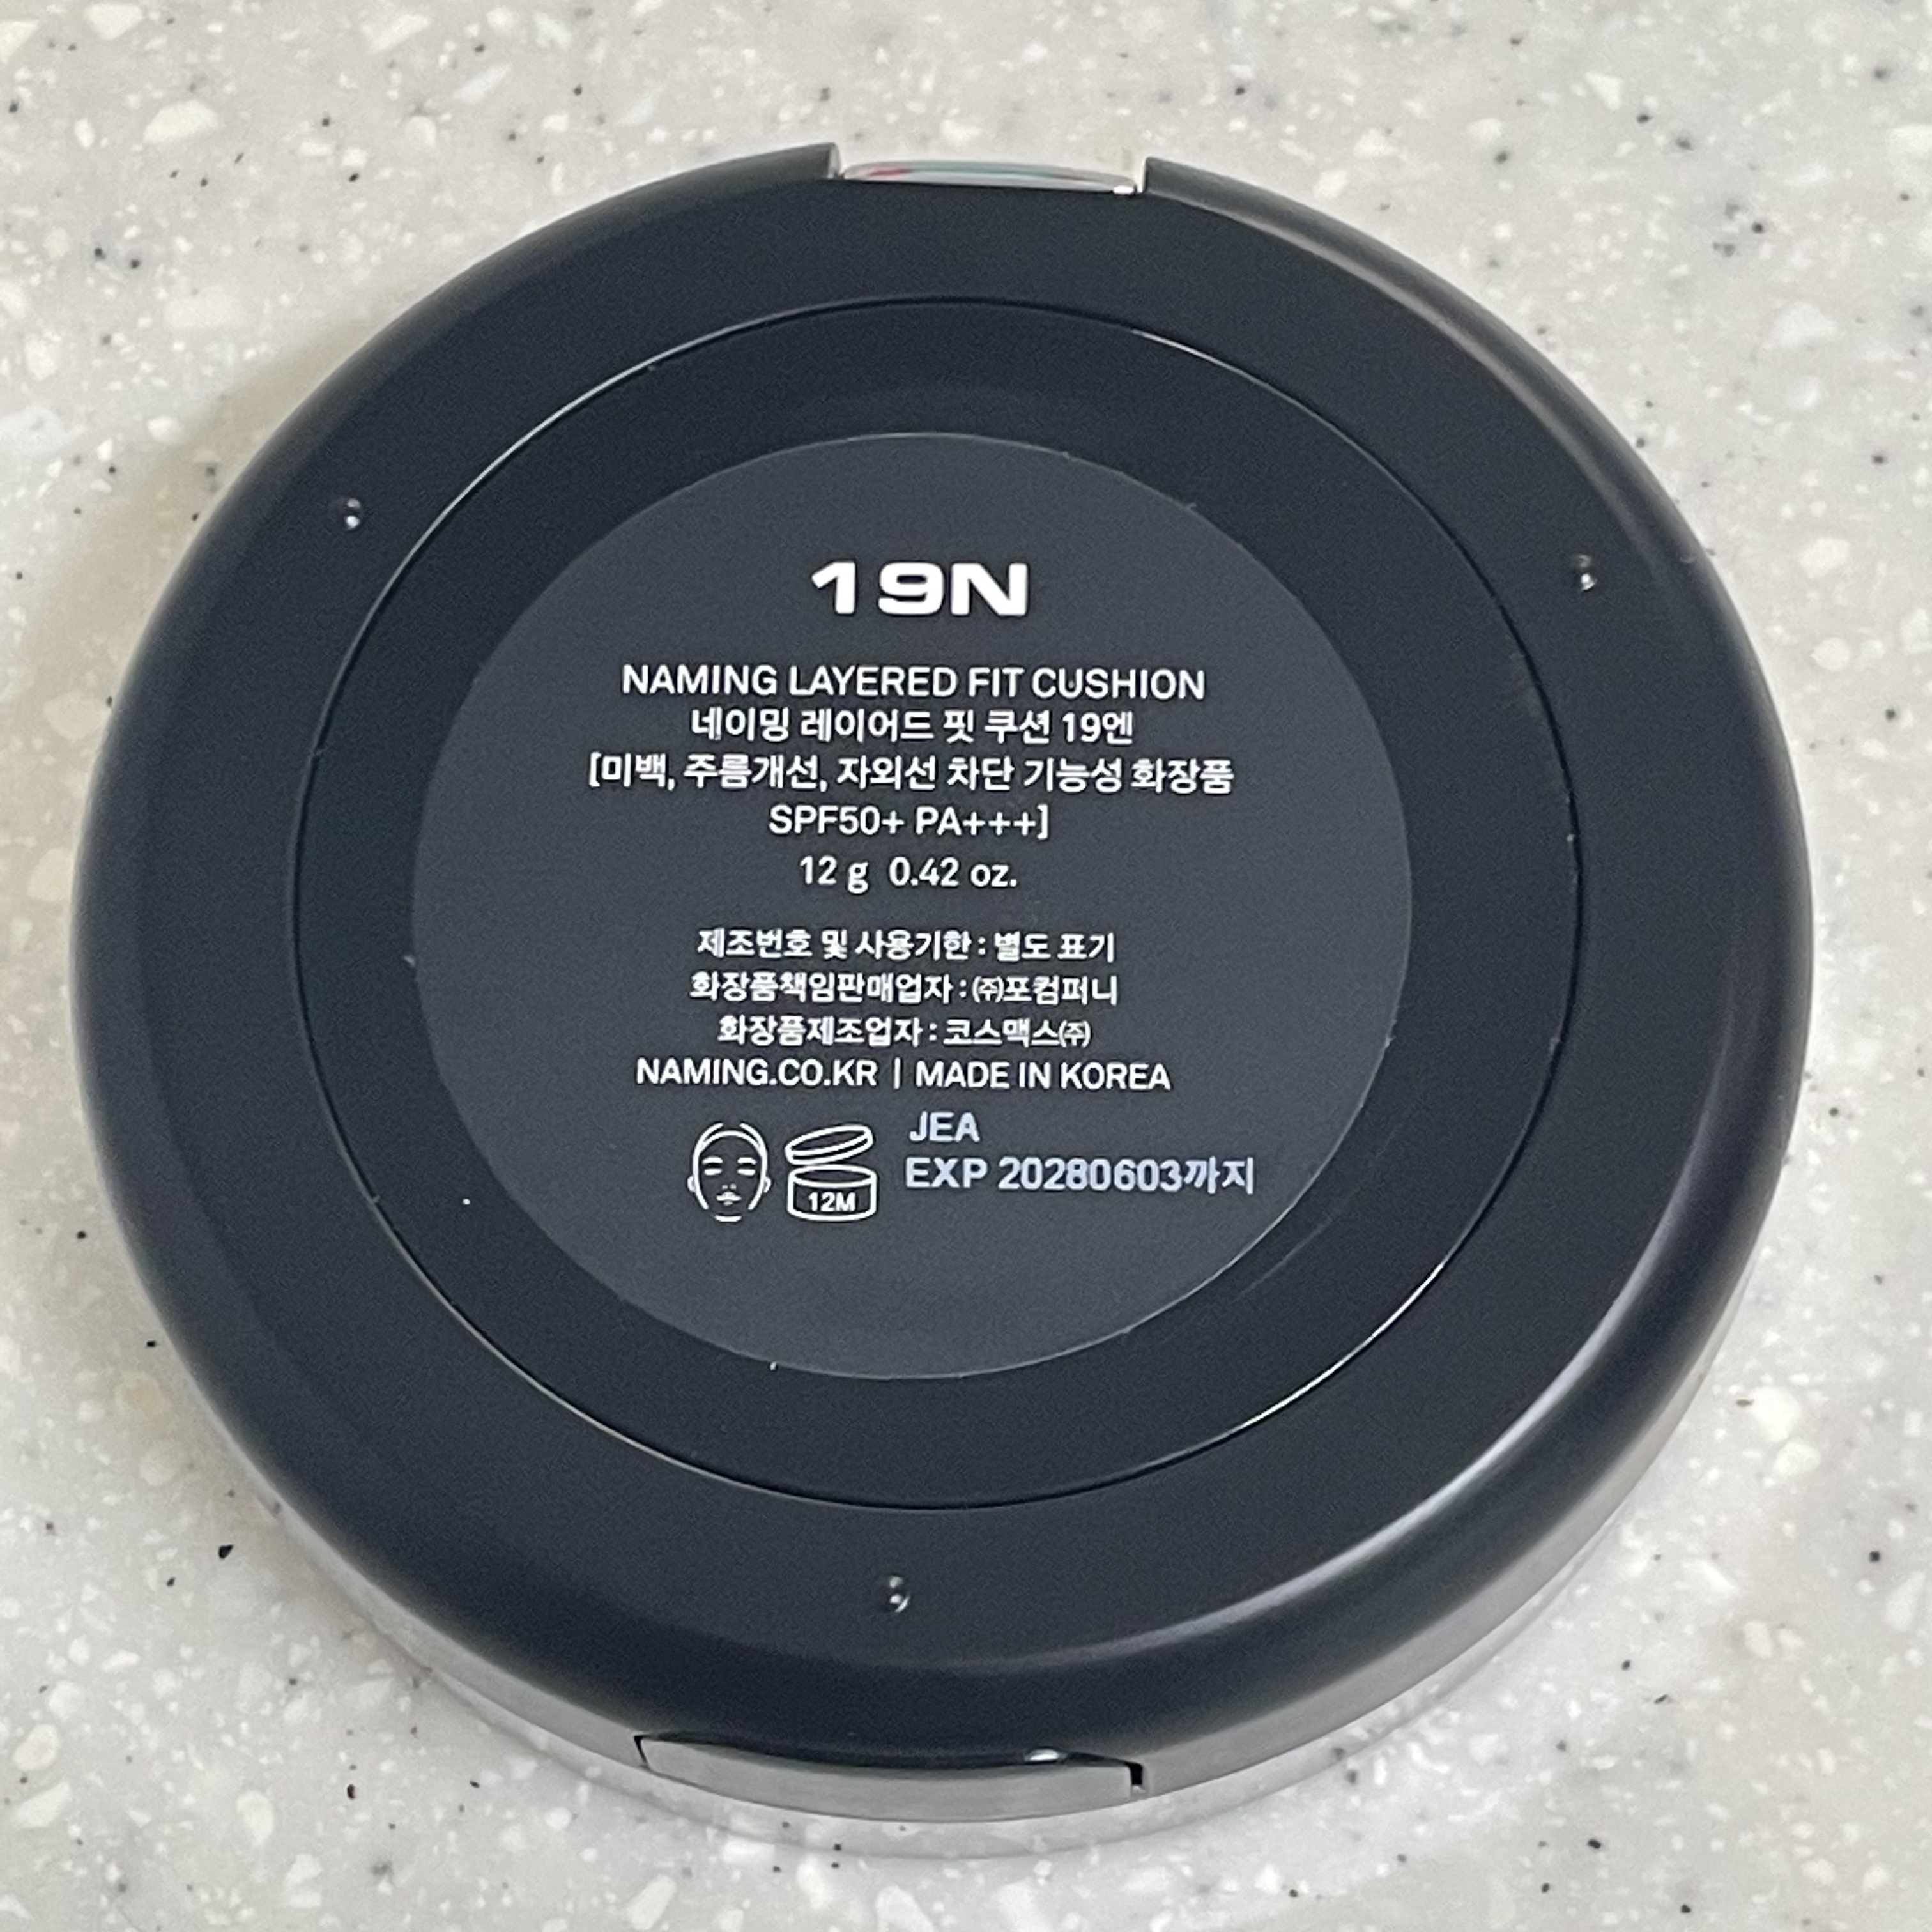 19N
NAMING LAYERED FIT CUSHION
네이밍 레이어드 핏 쿠션 19엔
[미백, 주름개선, 자외선 차단 기능성 화장품
SPF50+ PA+++]
12 g 0.42 oz.
제조번호 및 사용기한 : 별도 표기
화장품책임판매업자 : ㈜포컴퍼니
화장품제조업자 : 코스맥스㈜
NAMING.CO.KR | MADE IN KOREA
JEA
EXP 20280603까지
12M